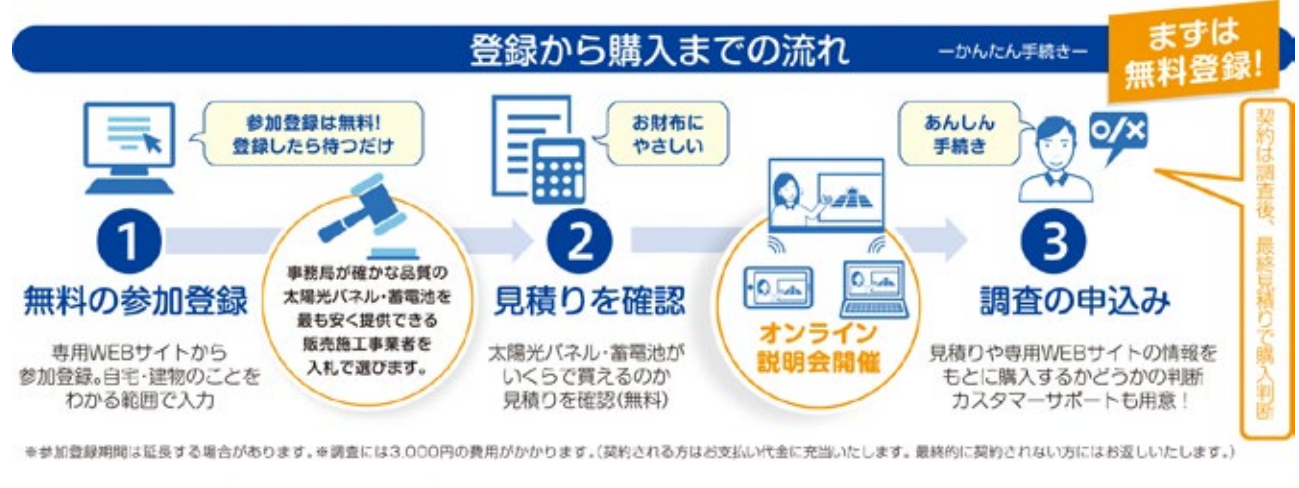 登録から購入までの流れ
ーかんたん手続きー
まずは
無料登録!
参加登録は無料!
登録したら待つだけ
お財布に
やさしい
あんしん
手続き
o/x
1
無料の参加登録
専用WEBサイトから
参加登録。自宅・建物のことを
わかる範囲で入力
事務局が確かな品質の
太陽光パネル・蓄電池を
最も安く提供できる
販売施工事業者を
入札で選びます。
2
見積りを確認
太陽光パネル・蓄電池が
いくらで買えるのか
見積りを確認(無料)
オンライン
説明会開催
3
調査の申込み
見積りや専用WEBサイトの情報を
もとに購入するかどうかの判断
カスタマーサポートも用意!
契約は調査後、最終見積りで購入判断
※参加登録期間は延長する場合があります。※調査には3,000円の費用がかかります。(契約される方はお支払い代金に充当いたします。最終的に契約されない方にはお返しいたします。)